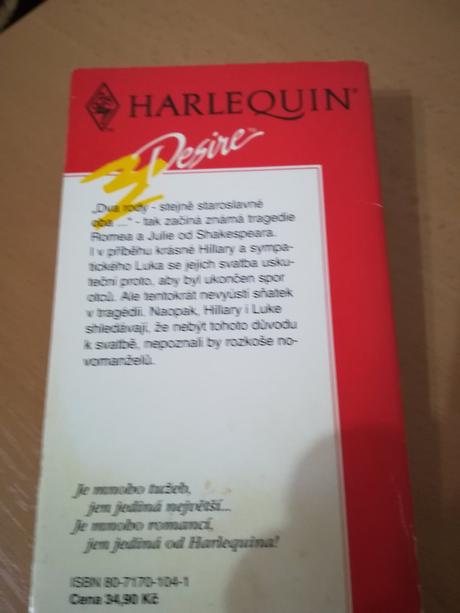 HARLEQUIN®
Desire™
„Dva rody - stejně staroslavné
oba ..." - tak začíná známá tragedie
Romea a Julie od Shakespeara.
I v příběhu krásné Hillary a sympa-
tického Luka se jejich svatba usku-
teční proto, aby byl ukončen spor
otců. Ale tentokrát nevyústí sňatek
v tragédii. Naopak, Hillary i Luke
shledávají, že nebýt tohoto důvodu
k svatbě, nepoznali by rozkoše no-
vomanželů.
Je mnoho tužeb,
jen jediná největší...
Je mnoho romancí,
jen jediná od Harlequina!
ISBN 80-7170-104-1
Cena 34,90 Kč